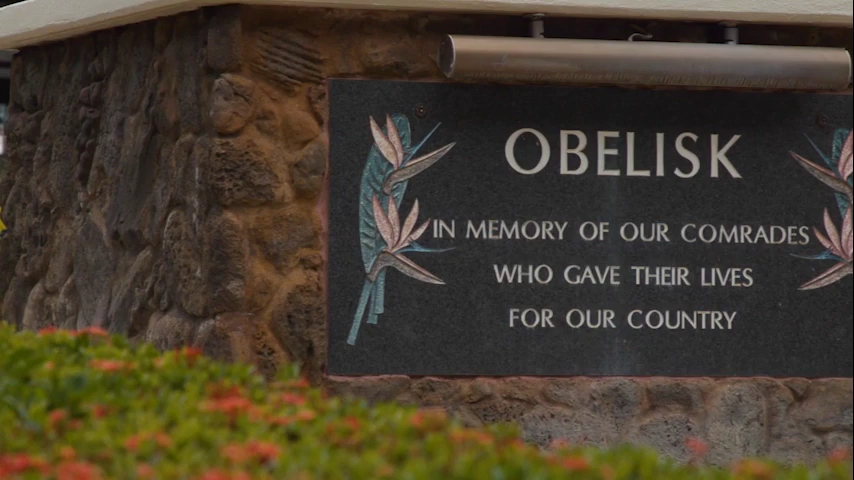 OBELISK
IN MEMORY OF OUR COMRADES
WHO GAVE THEIR LIVES
FOR OUR COUNTRY